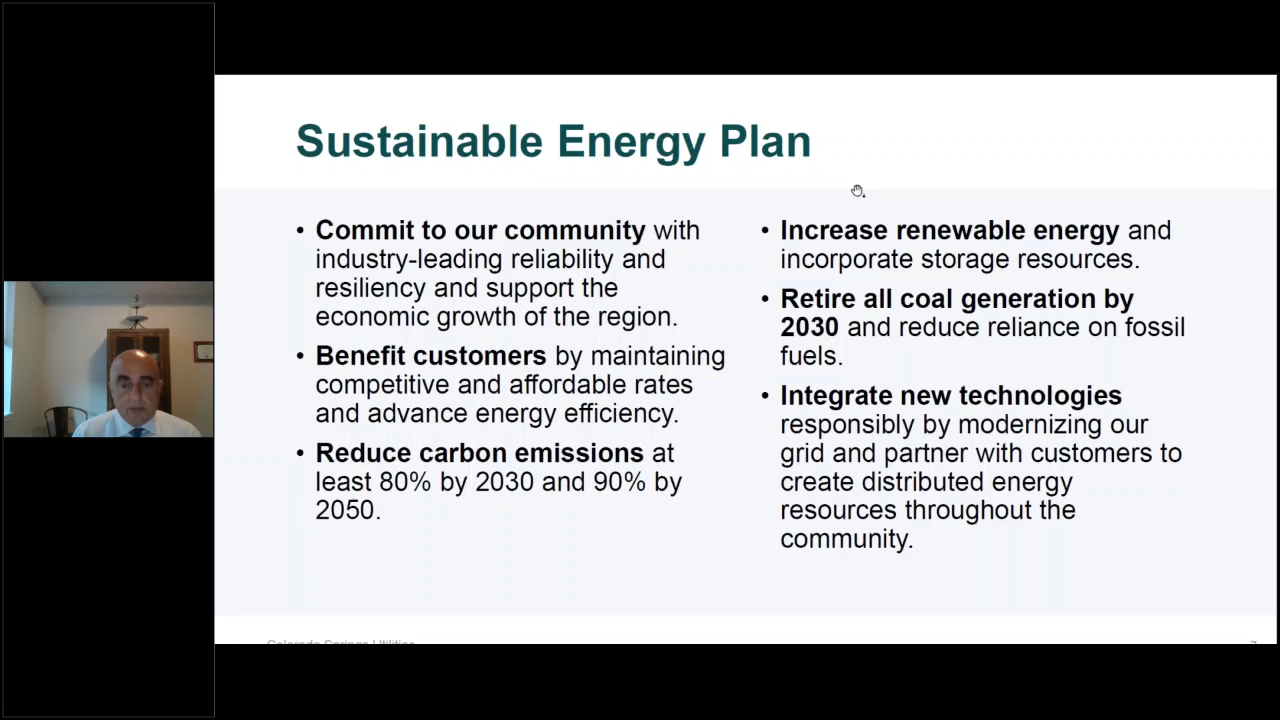 Sustainable Energy Plan
• Commit to our community with
industry-leading reliability and
resiliency and support the
economic growth of the region.
• Benefit customers by maintaining
competitive and affordable rates
and advance energy efficiency.
• Reduce carbon emissions at
least 80% by 2030 and 90% by
2050.
• Increase renewable energy and
incorporate storage resources.
• Retire all coal generation by
2030 and reduce reliance on fossil
fuels.
• Integrate new technologies
responsibly by modernizing our
grid and partner with customers to
create distributed energy
resources throughout the
community.
Colorado Springs Utilities
7